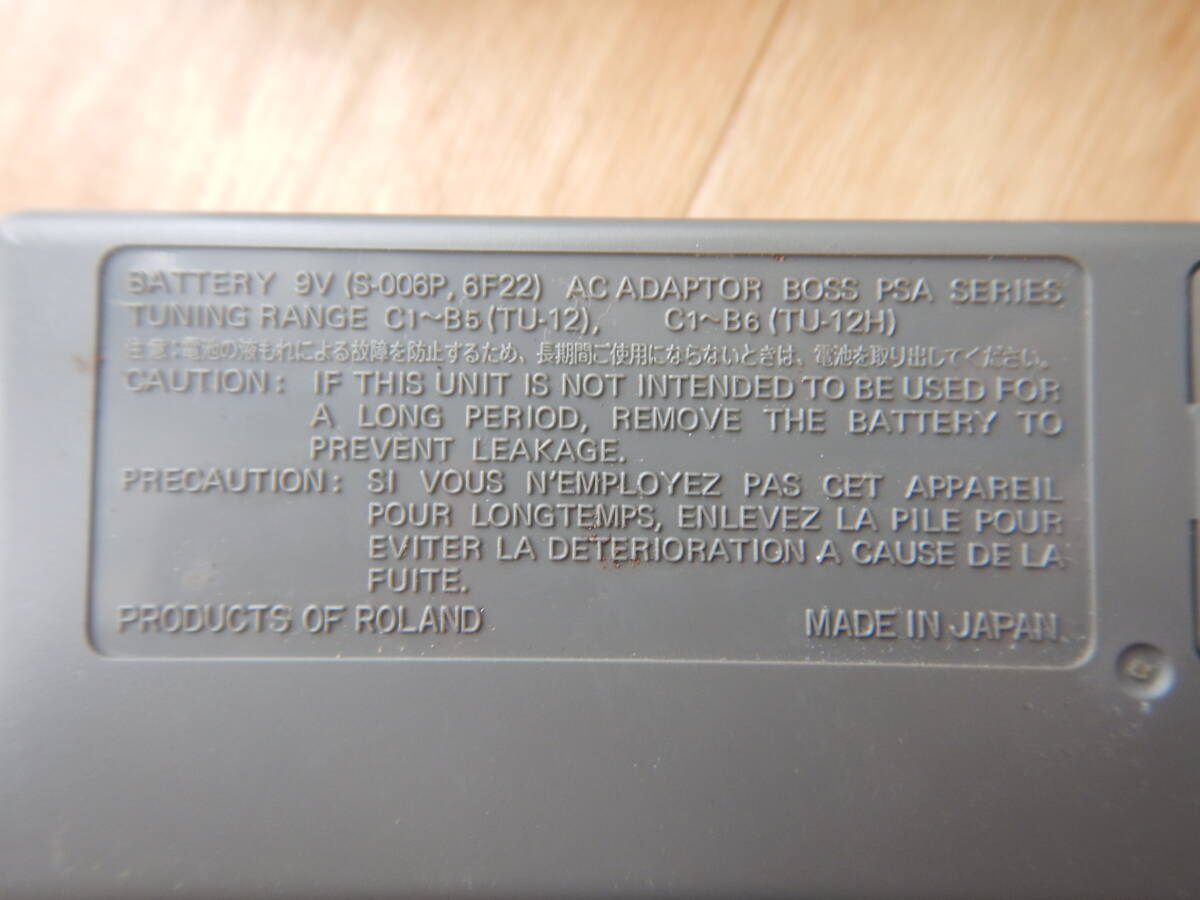 BATTERY 9V (S-006P, 6F22) AC ADAPTOR BOSS PSA SERIES
TUNING RANGE C1~B5 (TU-12), C1~B6 (TU-12H)
注意:電池の液もれによる故障を防止するため、長期間ご使用にならないときは、電池を取り出してください。
CAUTION: IF THIS UNIT IS NOT INTENDED TO BE USED FOR
A LONG PERIOD, REMOVE THE BATTERY TO
PREVENT LEAKAGE.
PRECAUTION: SI VOUS N'EMPLOYEZ PAS CET APPAREIL
POUR LONGTEMPS, ENLEVEZ LA PILE POUR
EVITER LA DETERIORATION A CAUSE DE LA
FUITE.
PRODUCTS OF ROLAND MADE IN JAPAN